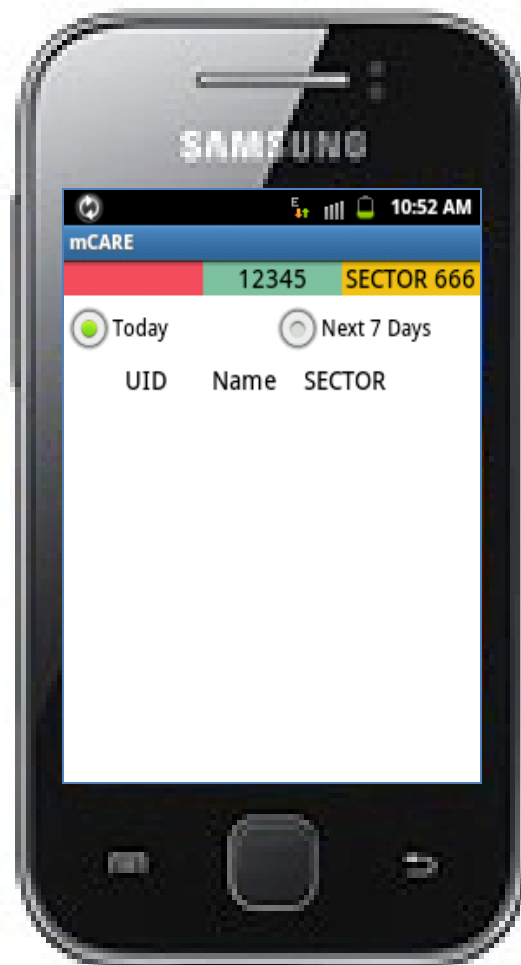 SAMSUNG
E 10:52 AM
mCARE
12345 SECTOR 666
Today Next 7 Days
UID Name SECTOR